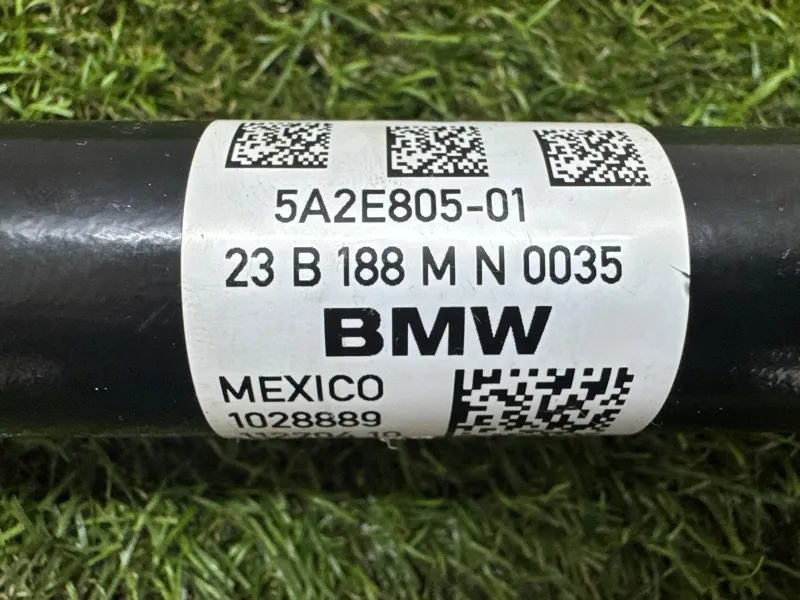 5A2E805-01
23 B 188 M N 0035
BMW
MEXICO
1028889